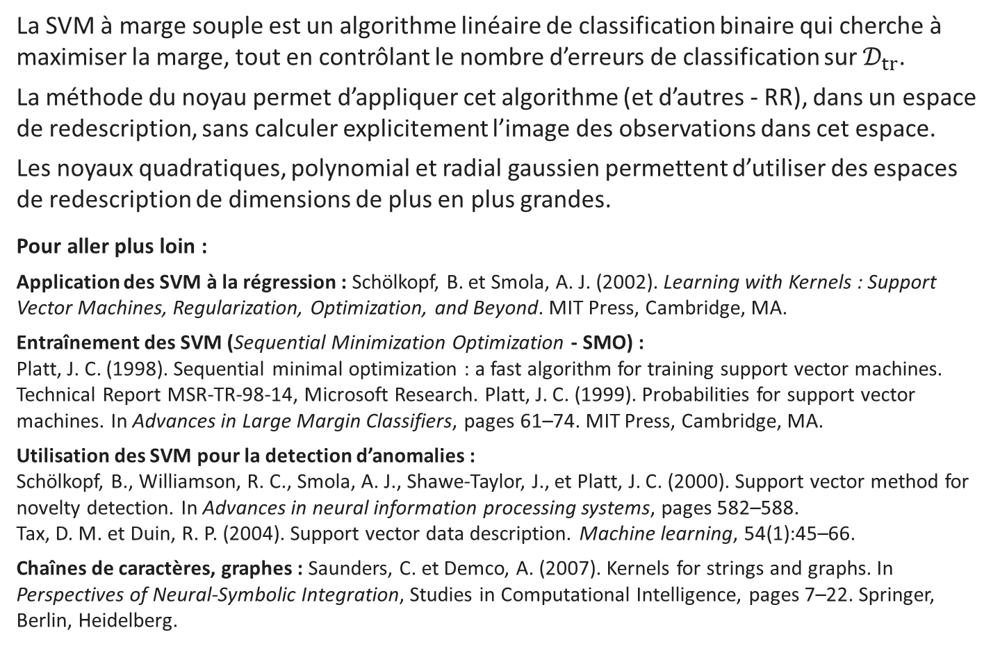 La SVM à marge souple est un algorithme linéaire de classification binaire qui cherche à
maximiser la marge, tout en contrôlant le nombre d’erreurs de classification sur 𝒟tr.
La méthode du noyau permet d’appliquer cet algorithme (et d’autres - RR), dans un espace
de redescription, sans calculer explicitement l’image des observations dans cet espace.
Les noyaux quadratiques, polynomial et radial gaussien permettent d’utiliser des espaces
de redescription de dimensions de plus en plus grandes.
Pour aller plus loin :
Application des SVM à la régression : Schölkopf, B. et Smola, A. J. (2002). Learning with Kernels : Support
Vector Machines, Regularization, Optimization, and Beyond. MIT Press, Cambridge, MA.
Entraînement des SVM (Sequential Minimization Optimization - SMO) :
Platt, J. C. (1998). Sequential minimal optimization : a fast algorithm for training support vector machines.
Technical Report MSR-TR-98-14, Microsoft Research. Platt, J. C. (1999). Probabilities for support vector
machines. In Advances in Large Margin Classifiers, pages 61–74. MIT Press, Cambridge, MA.
Utilisation des SVM pour la detection d’anomalies :
Schölkopf, B., Williamson, R. C., Smola, A. J., Shawe-Taylor, J., et Platt, J. C. (2000). Support vector method for
novelty detection. In Advances in neural information processing systems, pages 582–588.
Tax, D. M. et Duin, R. P. (2004). Support vector data description. Machine learning, 54(1):45–66.
Chaînes de caractères, graphes : Saunders, C. et Demco, A. (2007). Kernels for strings and graphs. In
Perspectives of Neural-Symbolic Integration, Studies in Computational Intelligence, pages 7–22. Springer,
Berlin, Heidelberg.